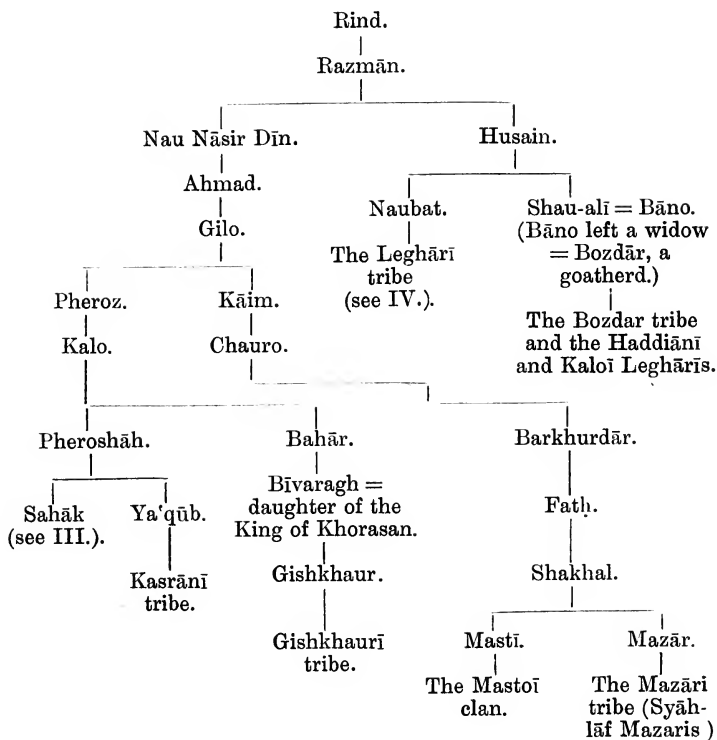 Rind.
Razmān.
Nau Nāsir Dīn.
Husain.
Ahmad.
Naubat.
Shau-alī = Bāno.
(Bāno left a widow
= Bozdār, a
goatherd.)
Gilo.
The Leghārī
tribe
(see IV.).
Pheroz.
Kāim.
The Bozdar tribe
and the Haddiānī
and Kaloī Leghārīs.
Kalo.
Chauro.
Pheroshāh.
Bahār.
Barkhurdār.
Sahāk
(see III.).
Ya'qūb.
Bīvaragh =
daughter of the
King of Khorasan.
Fatḥ.
Kasrānī
tribe.
Gishkhaur.
Shakhal.
Gishkhaurī
tribe.
Mastī.
Mazār.
The Mastoī
clan.
The Mazāri
tribe (Syāh-
lāf Mazaris )